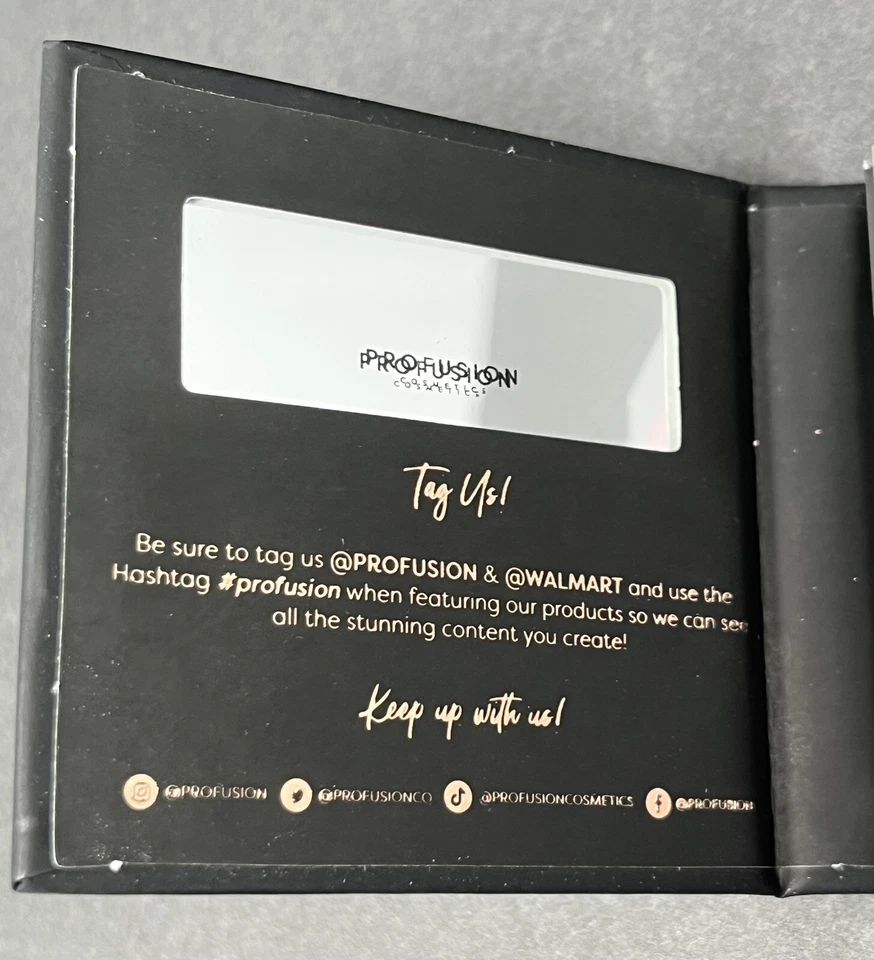 PROFUSION
COSMETICS
Tag Us!
Be sure to tag us @PROFUSION & @WALMART and use the
Hashtag #profusion when featuring our products so we can see
all the stunning content you create!
Keep up with us!
@PROFUSION @PROFUSIONCO @PROFUSIONCOSMETICS @PROFUSION